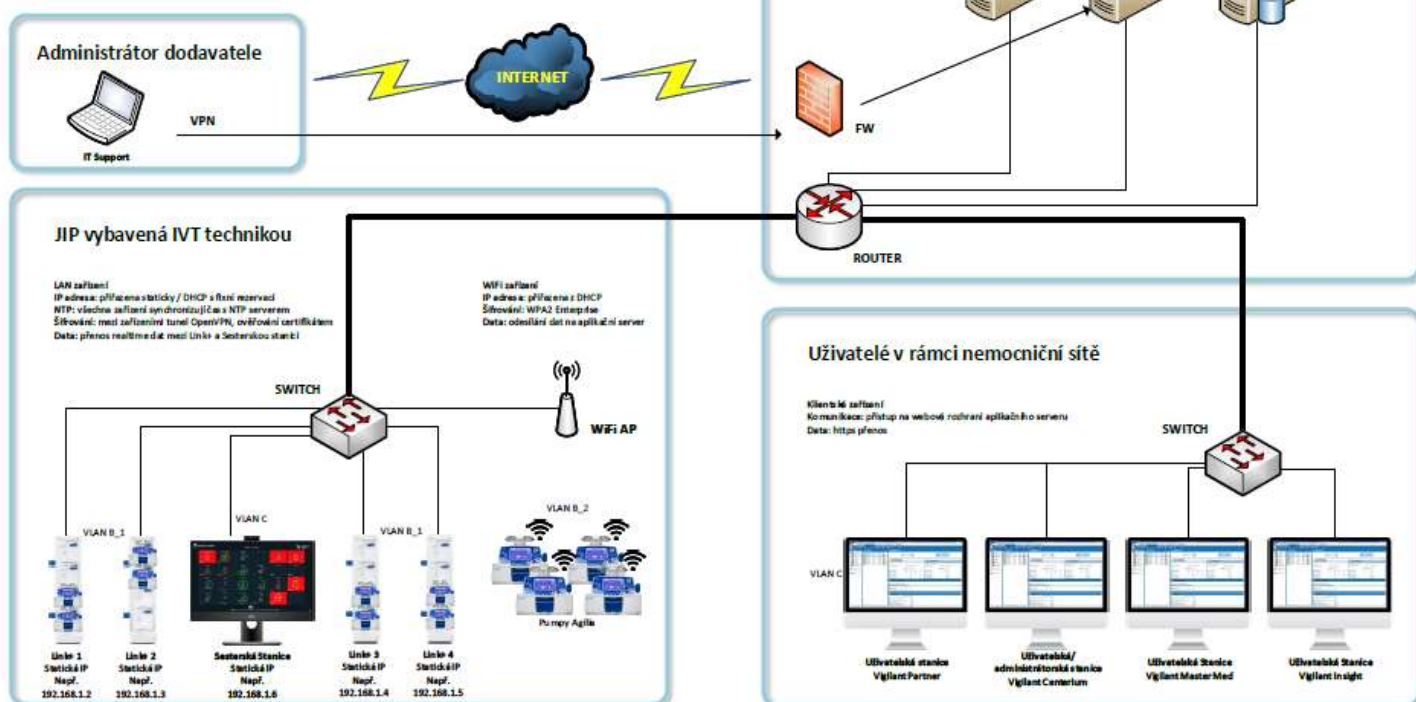 Administrátor dodavatele
VPN
IT Support
INTERNET
FW
ROUTER
JIP vybavená IVT technikou
LAN zařízení
IP adresa: přiřazena staticky / DHCP s fixní rezervací
NTP: všechna zařízení synchronizují čas s NTP serverem
Šifrování: mezi zařízeními tunel OpenVPN, ověřování certifikátem
Data: přenos realtime dat mezi Link+ a Sesterskou stanicí
WiFi zařízení
IP adresa: přiřazena z DHCP
Šifrování: WPA2 Enterprise
Data: odesílání dat na aplikační server
SWITCH
WiFi AP
VLAN B_1
VLAN C
VLAN B_1
VLAN B_2
Link+ 1
Statická IP
Např.
192.168.1.2
Link+ 2
Statická IP
Např.
192.168.1.3
Sesterská Stanice
Statická IP
Např.
192.168.1.6
Link+ 3
Statická IP
Např.
192.168.1.4
Link+ 4
Statická IP
Např.
192.168.1.5
Pumpy Agilia
Uživatelé v rámci nemocniční sítě
Klientské zařízení
Komunikace: přístup na webové rozhraní aplikačního serveru
Data: https přenos
SWITCH
VLAN C
Uživatelská stanice
Vigilant Partner
Uživatelská/
administrátorská stanice
Vigilant Centerium
Uživatelská Stanice
Vigilant Master Med
Uživatelská Stanice
Vigilant Insight